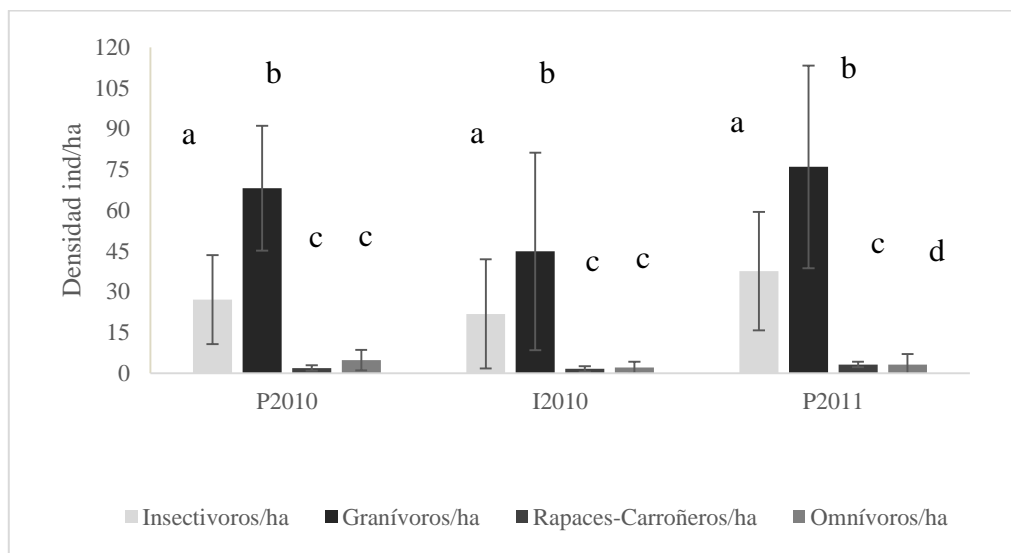 120
105
90
75
60
45
30
15
0
Densidad ind/ha
a
b
c
c
a
b
c
c
a
b
c
d
P2010
I2010
P2011
Insectivoros/ha
Granívoros/ha
Rapaces-Carroñeros/ha
Omnívoros/ha